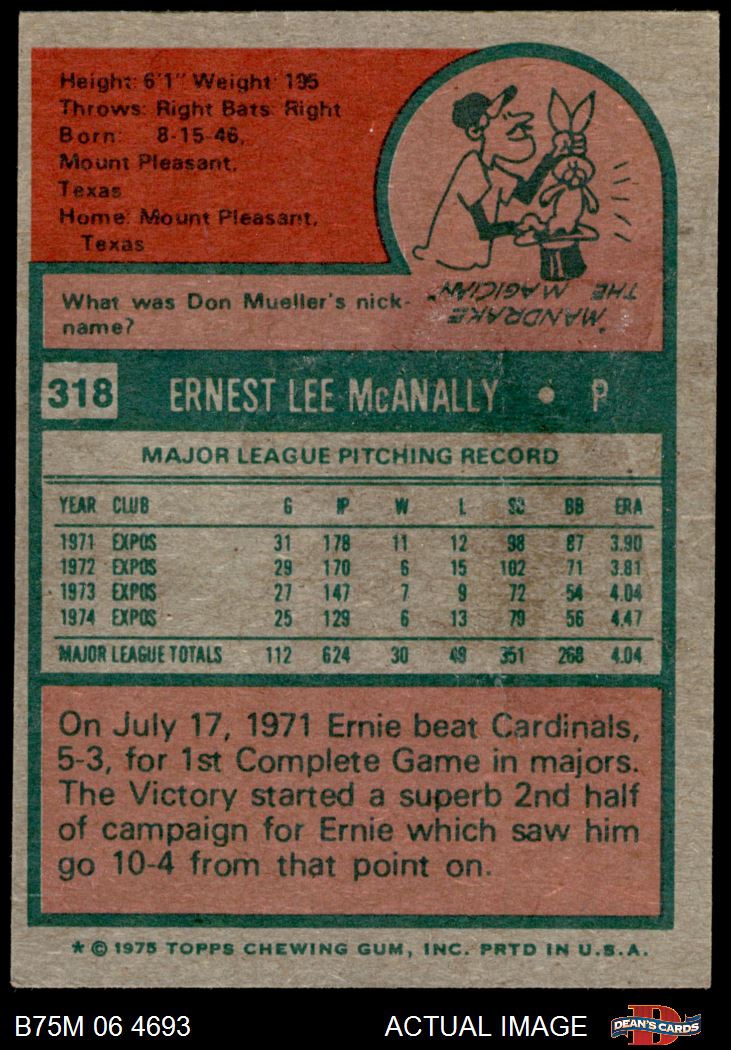 Height: 6'1" Weight: 195
Throws: Right Bats: Right
Born: 8-15-46,
Mount Pleasant,
Texas
Home: Mount Pleasant,
Texas
"MANDRAKE
THE MAGICIAN"
What was Don Mueller's nick-
name?
318 ERNEST LEE McANALLY • P
MAJOR LEAGUE PITCHING RECORD
YEAR CLUB G IP W L SO BB ERA
1971 EXPOS 31 178 11 12 98 87 3.90
1972 EXPOS 29 170 6 15 102 71 3.81
1973 EXPOS 27 147 7 9 72 54 4.04
1974 EXPOS 25 129 6 13 79 56 4.47
MAJOR LEAGUE TOTALS 112 624 30 49 351 268 4.04
On July 17, 1971 Ernie beat Cardinals,
5-3, for 1st Complete Game in majors.
The Victory started a superb 2nd half
of campaign for Ernie which saw him
go 10-4 from that point on.
* © 1975 TOPPS CHEWING GUM, INC. PRTD IN U.S.A.
B75M 06 4693 ACTUAL IMAGE D DEAN'S CARDS